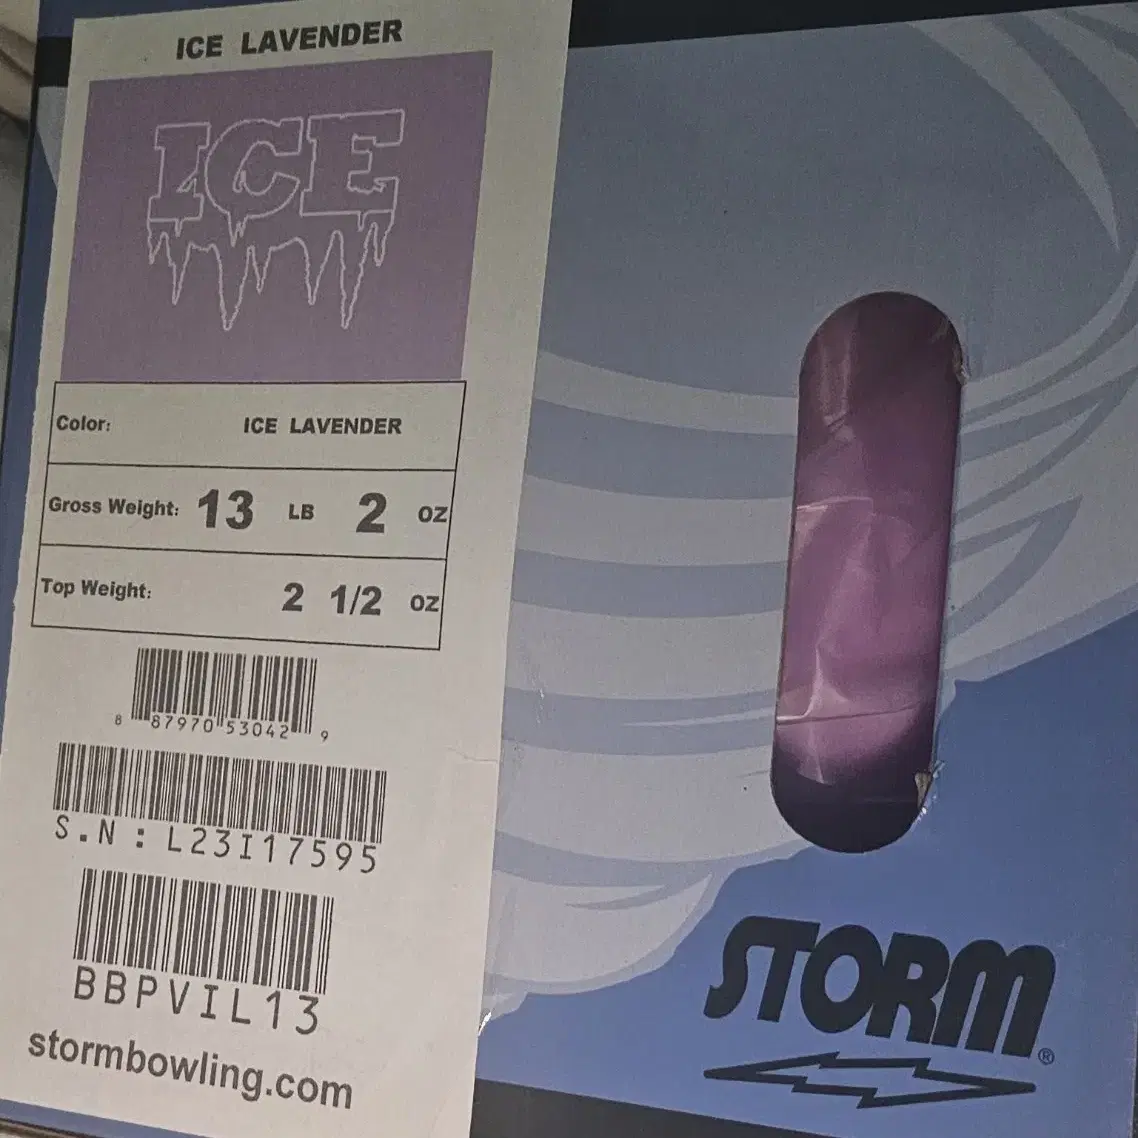 ICE LAVENDER
ICE
Color: ICE LAVENDER
Gross Weight: 13 LB 2 OZ
Top Weight: 2 1/2 OZ
8 87970 53042 9
S.N: L23I17595
BBPVIL13
stormbowling.com
STORM®